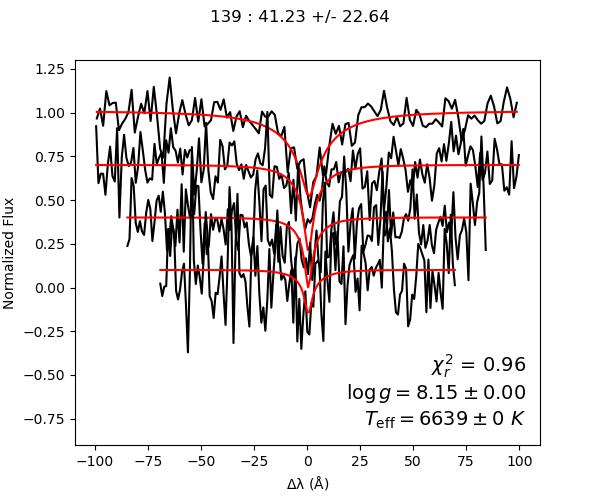 139 : 41.23 +/- 22.64
1.25
1.00
0.75
0.50
0.25
0.00
−0.25
−0.50
−0.75
Normalized Flux
χ²ᵣ = 0.96
log g = 8.15 ± 0.00
T_eff = 6639 ± 0 K
−100 −75 −50 −25 0 25 50 75 100
Δλ (Å)